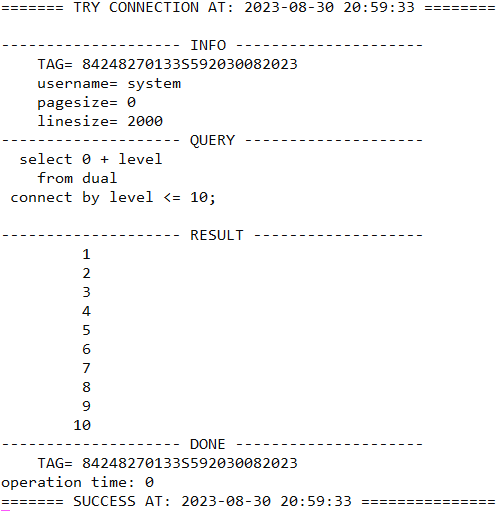 ======= TRY CONNECTION AT: 2023-08-30 20:59:33 ========
-------------------- INFO ---------------------
TAG= 84248270133S592030082023
username= system
pagesize= 0
linesize= 2000
-------------------- QUERY --------------------
select 0 + level
from dual
connect by level <= 10;
-------------------- RESULT -------------------
1
2
3
4
5
6
7
8
9
10
-------------------- DONE ---------------------
TAG= 84248270133S592030082023
operation time: 0
======= SUCCESS AT: 2023-08-30 20:59:33 ===============